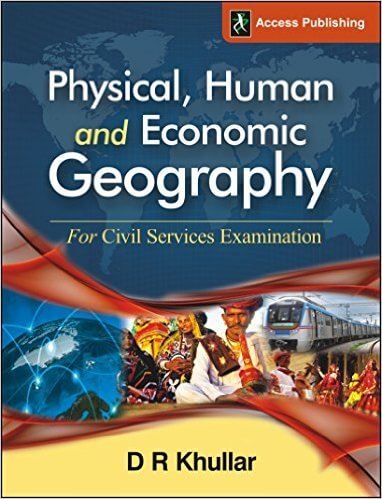 Access Publishing
Physical, Human
and Economic
Geography
For Civil Services Examination
D R Khullar